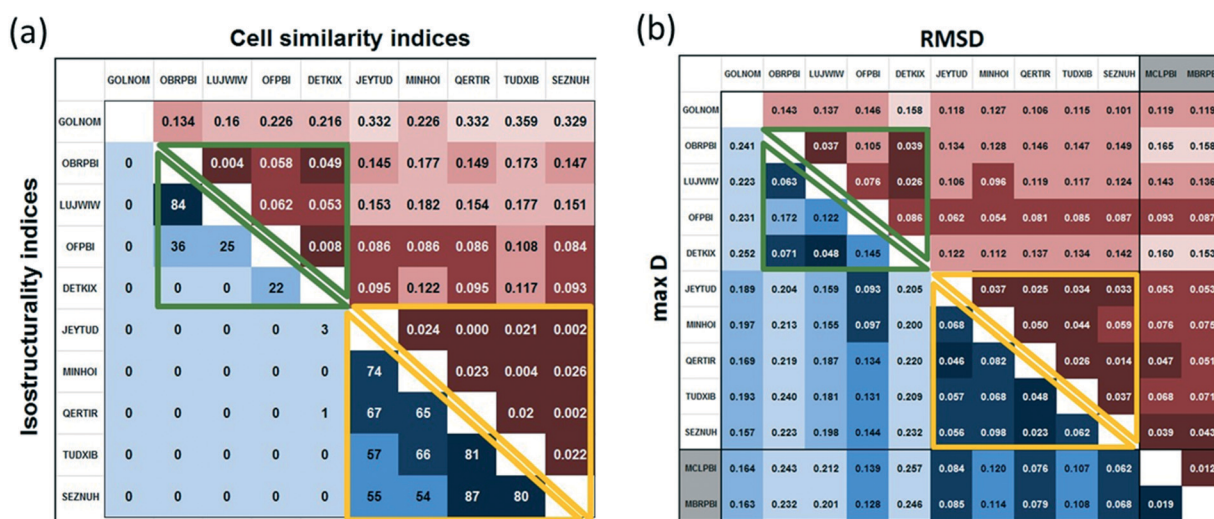 (a)
Cell similarity indices
GOLNOM OBRPBI LUJWIW OFPBI DETKIX JEYTUD MINHOI QERTIR TUDXIB SEZNUH
Isostructurality indices
GOLNOM 0.134 0.16 0.226 0.216 0.332 0.226 0.332 0.359 0.329
OBRPBI 0 0.004 0.058 0.049 0.145 0.177 0.149 0.173 0.147
LUJWIW 0 84 0.062 0.053 0.153 0.182 0.154 0.177 0.151
OFPBI 0 36 25 0.008 0.086 0.086 0.086 0.108 0.084
DETKIX 0 0 0 22 0.095 0.122 0.095 0.117 0.093
JEYTUD 0 0 0 0 3 0.024 0.000 0.021 0.002
MINHOI 0 0 0 0 0 74 0.023 0.004 0.026
QERTIR 0 0 0 0 1 67 65 0.02 0.002
TUDXIB 0 0 0 0 0 57 66 81 0.022
SEZNUH 0 0 0 0 0 55 54 87 80
(b)
RMSD
GOLNOM OBRPBI LUJWIW OFPBI DETKIX JEYTUD MINHOI QERTIR TUDXIB SEZNUH MCLPBI MBRPB
max D
GOLNOM 0.143 0.137 0.146 0.158 0.118 0.127 0.106 0.115 0.101 0.119 0.119
OBRPBI 0.241 0.037 0.105 0.039 0.134 0.128 0.146 0.147 0.149 0.165 0.158
LUJWIW 0.223 0.063 0.076 0.026 0.106 0.096 0.119 0.117 0.124 0.143 0.136
OFPBI 0.231 0.172 0.122 0.086 0.062 0.054 0.081 0.085 0.087 0.093 0.087
DETKIX 0.252 0.071 0.048 0.145 0.122 0.112 0.137 0.134 0.142 0.160 0.153
JEYTUD 0.189 0.204 0.159 0.093 0.205 0.037 0.025 0.034 0.033 0.053 0.053
MINHOI 0.197 0.213 0.155 0.097 0.200 0.068 0.050 0.044 0.059 0.076 0.075
QERTIR 0.169 0.219 0.187 0.134 0.220 0.046 0.082 0.026 0.014 0.047 0.051
TUDXIB 0.193 0.240 0.181 0.131 0.209 0.057 0.068 0.048 0.037 0.068 0.071
SEZNUH 0.157 0.223 0.198 0.144 0.232 0.056 0.098 0.023 0.062 0.039 0.043
MCLPBI 0.164 0.243 0.212 0.139 0.257 0.084 0.120 0.076 0.107 0.062 0.012
MBRPBI 0.163 0.232 0.201 0.128 0.246 0.085 0.114 0.079 0.108 0.068 0.019